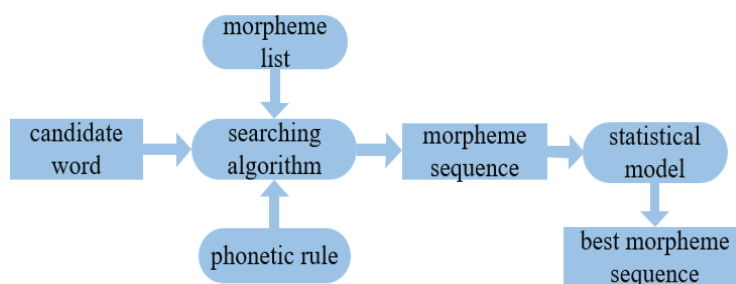 morpheme
list
candidate
word
searching
algorithm
morpheme
sequence
statistical
model
phonetic rule
best morpheme
sequence